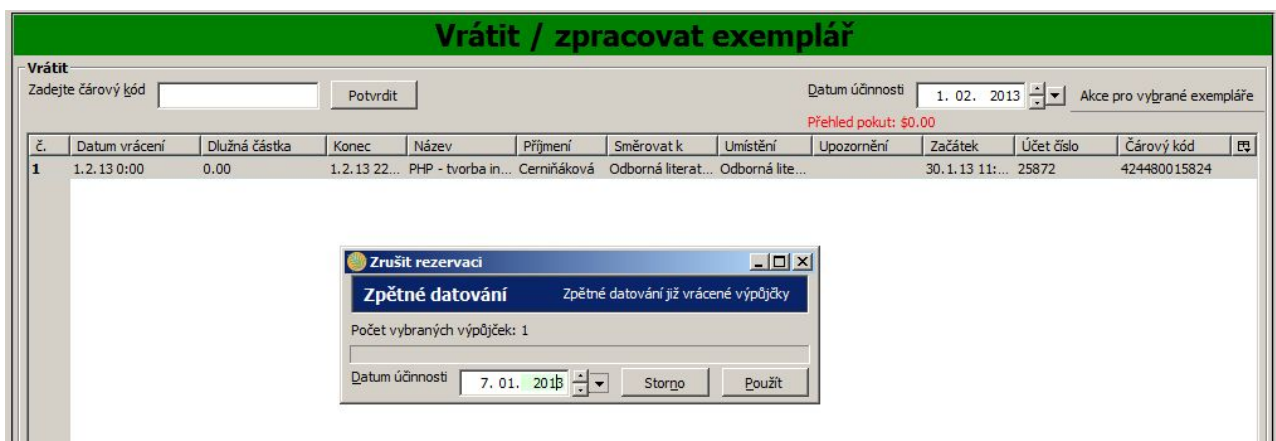 Vrátit / zpracovat exemplář
Vrátit
Zadejte čárový kód Potvrdit Datum účinnosti 1. 02. 2013 Akce pro vybrané exempláře
Přehled pokut: $0.00
č. Datum vrácení Dlužná částka Konec Název Příjmení Směrovat k Umístění Upozornění Začátek Účet číslo Čárový kód
1 1.2.13 0:00 0.00 1.2.13 22... PHP - tvorba in... Cerniňáková Odborná literat... Odborná lite... 30.1.13 11:... 25872 424480015824
Zrušit rezervaci
Zpětné datování Zpětné datování již vrácené výpůjčky
Počet vybraných výpůjček: 1
Datum účinnosti 7. 01. 2013 Storno Použít